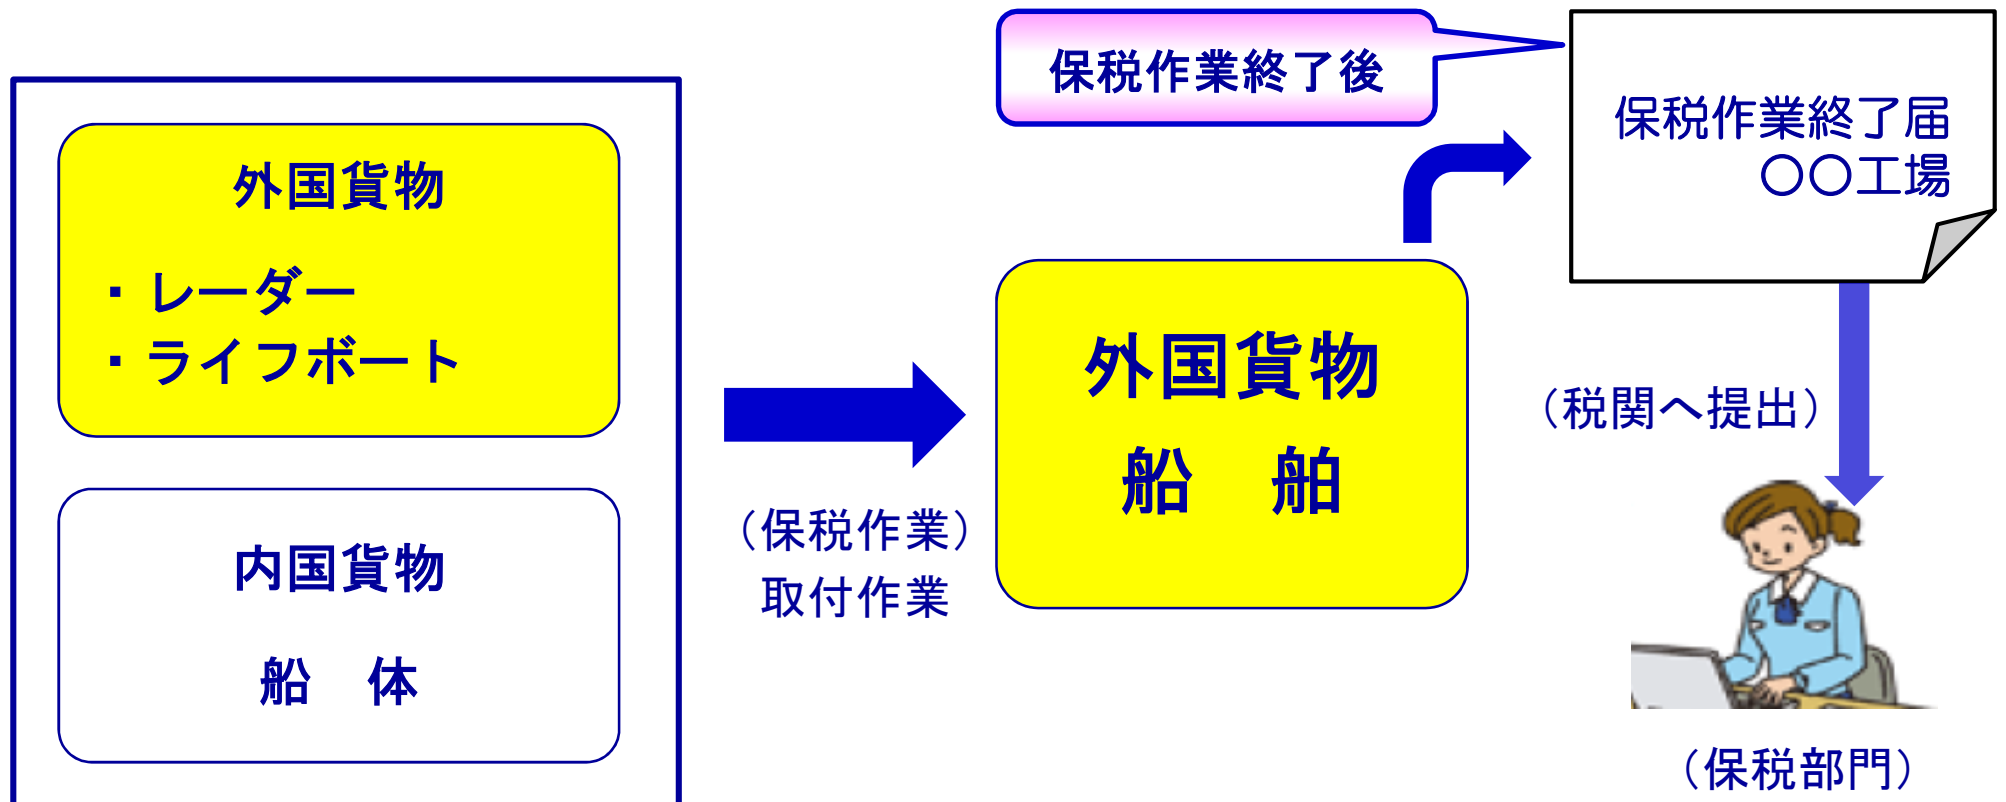 外国貨物
・レーダー
・ライフボート
内国貨物
船　体
（保税作業）
取付作業
外国貨物
船　舶
保税作業終了後
保税作業終了届
〇〇工場
（税関へ提出）
（保税部門）